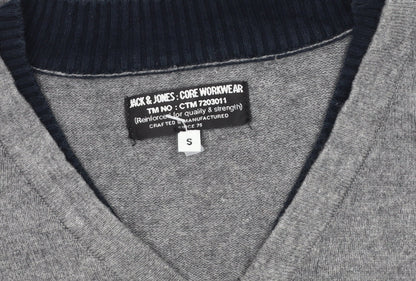 JACK & JONES: CORE WORKWEAR
TM NO : CTM 7203011
(Reinforced for quality & strength)
CRAFTED & MANUFACTURED
SINCE 75
S